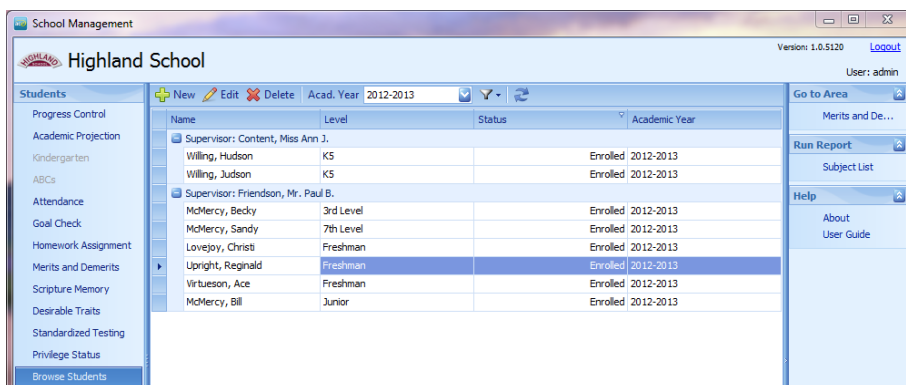 School Management
HIGHLAND
Highland School
Version: 1.0.5120 Logout
User: admin
Students
Progress Control
Academic Projection
Kindergarten
ABCs
Attendance
Goal Check
Homework Assignment
Merits and Demerits
Scripture Memory
Desirable Traits
Standardized Testing
Privilege Status
Browse Students
New Edit Delete Acad. Year 2012-2013
Name Level Status Academic Year
Supervisor: Content, Miss Ann J.
Willing, Hudson K5 Enrolled 2012-2013
Willing, Judson K5 Enrolled 2012-2013
Supervisor: Friendson, Mr. Paul B.
McMercy, Becky 3rd Level Enrolled 2012-2013
McMercy, Sandy 7th Level Enrolled 2012-2013
Lovejoy, Christi Freshman Enrolled 2012-2013
Upright, Reginald Freshman Enrolled 2012-2013
Virtueson, Ace Freshman Enrolled 2012-2013
McMercy, Bill Junior Enrolled 2012-2013
Go to Area
Merits and De...
Run Report
Subject List
Help
About
User Guide